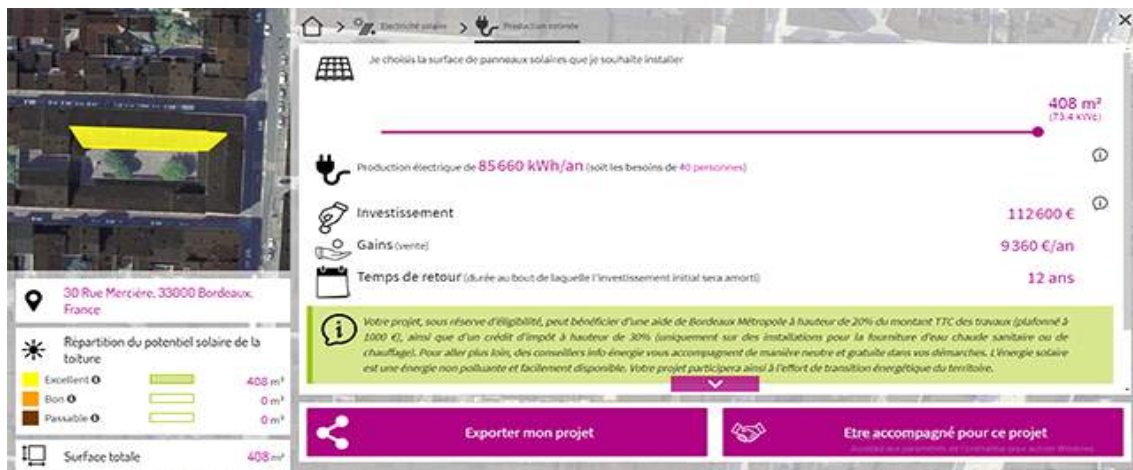 Electricité solaire
Production estimée
Je choisis la surface de panneaux solaires que je souhaite installer
408 m²
(73.4 kWc)
Production électrique de 85660 kWh/an (soit les besoins de 40 personnes)
Investissement
112600 €
Gains (vente)
9360 €/an
Temps de retour (durée au bout de laquelle l'investissement initial sera amorti)
12 ans
Votre projet, sous réserve d'éligibilité, peut bénéficier d'une aide de Bordeaux Métropole à hauteur de 20% du montant TTC des travaux (plafonné à
1000 €), ainsi que d'un crédit d'impôt à hauteur de 30% (uniquement sur des installations pour la fourniture d'eau chaude sanitaire ou de
chauffage). Pour aller plus loin, des conseillers info énergie vous accompagnent de manière neutre et gratuite dans vos démarches. L'énergie solaire
est une énergie non polluante et facilement disponible. Votre projet participera ainsi à l'effort de transition énergétique du territoire.
Exporter mon projet
Etre accompagné pour ce projet
30 Rue Mercière, 33000 Bordeaux,
France
Répartition du potentiel solaire de la
toiture
Excellent
408 m²
Bon
0 m²
Passable
0 m²
Surface totale
408 m²